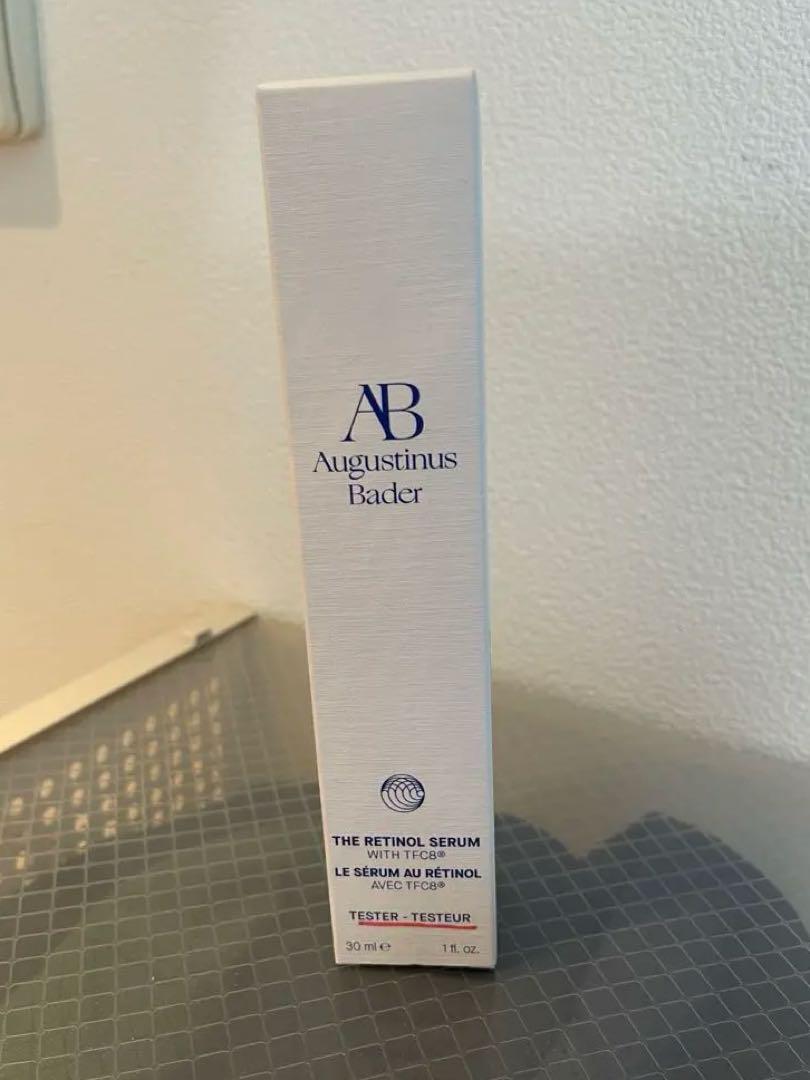 AB
Augustinus
Bader
THE RETINOL SERUM
WITH TFC8®
LE SÉRUM AU RÉTINOL
AVEC TFC8®
TESTER - TESTEUR
30 ml ℮ 1 fl. oz.